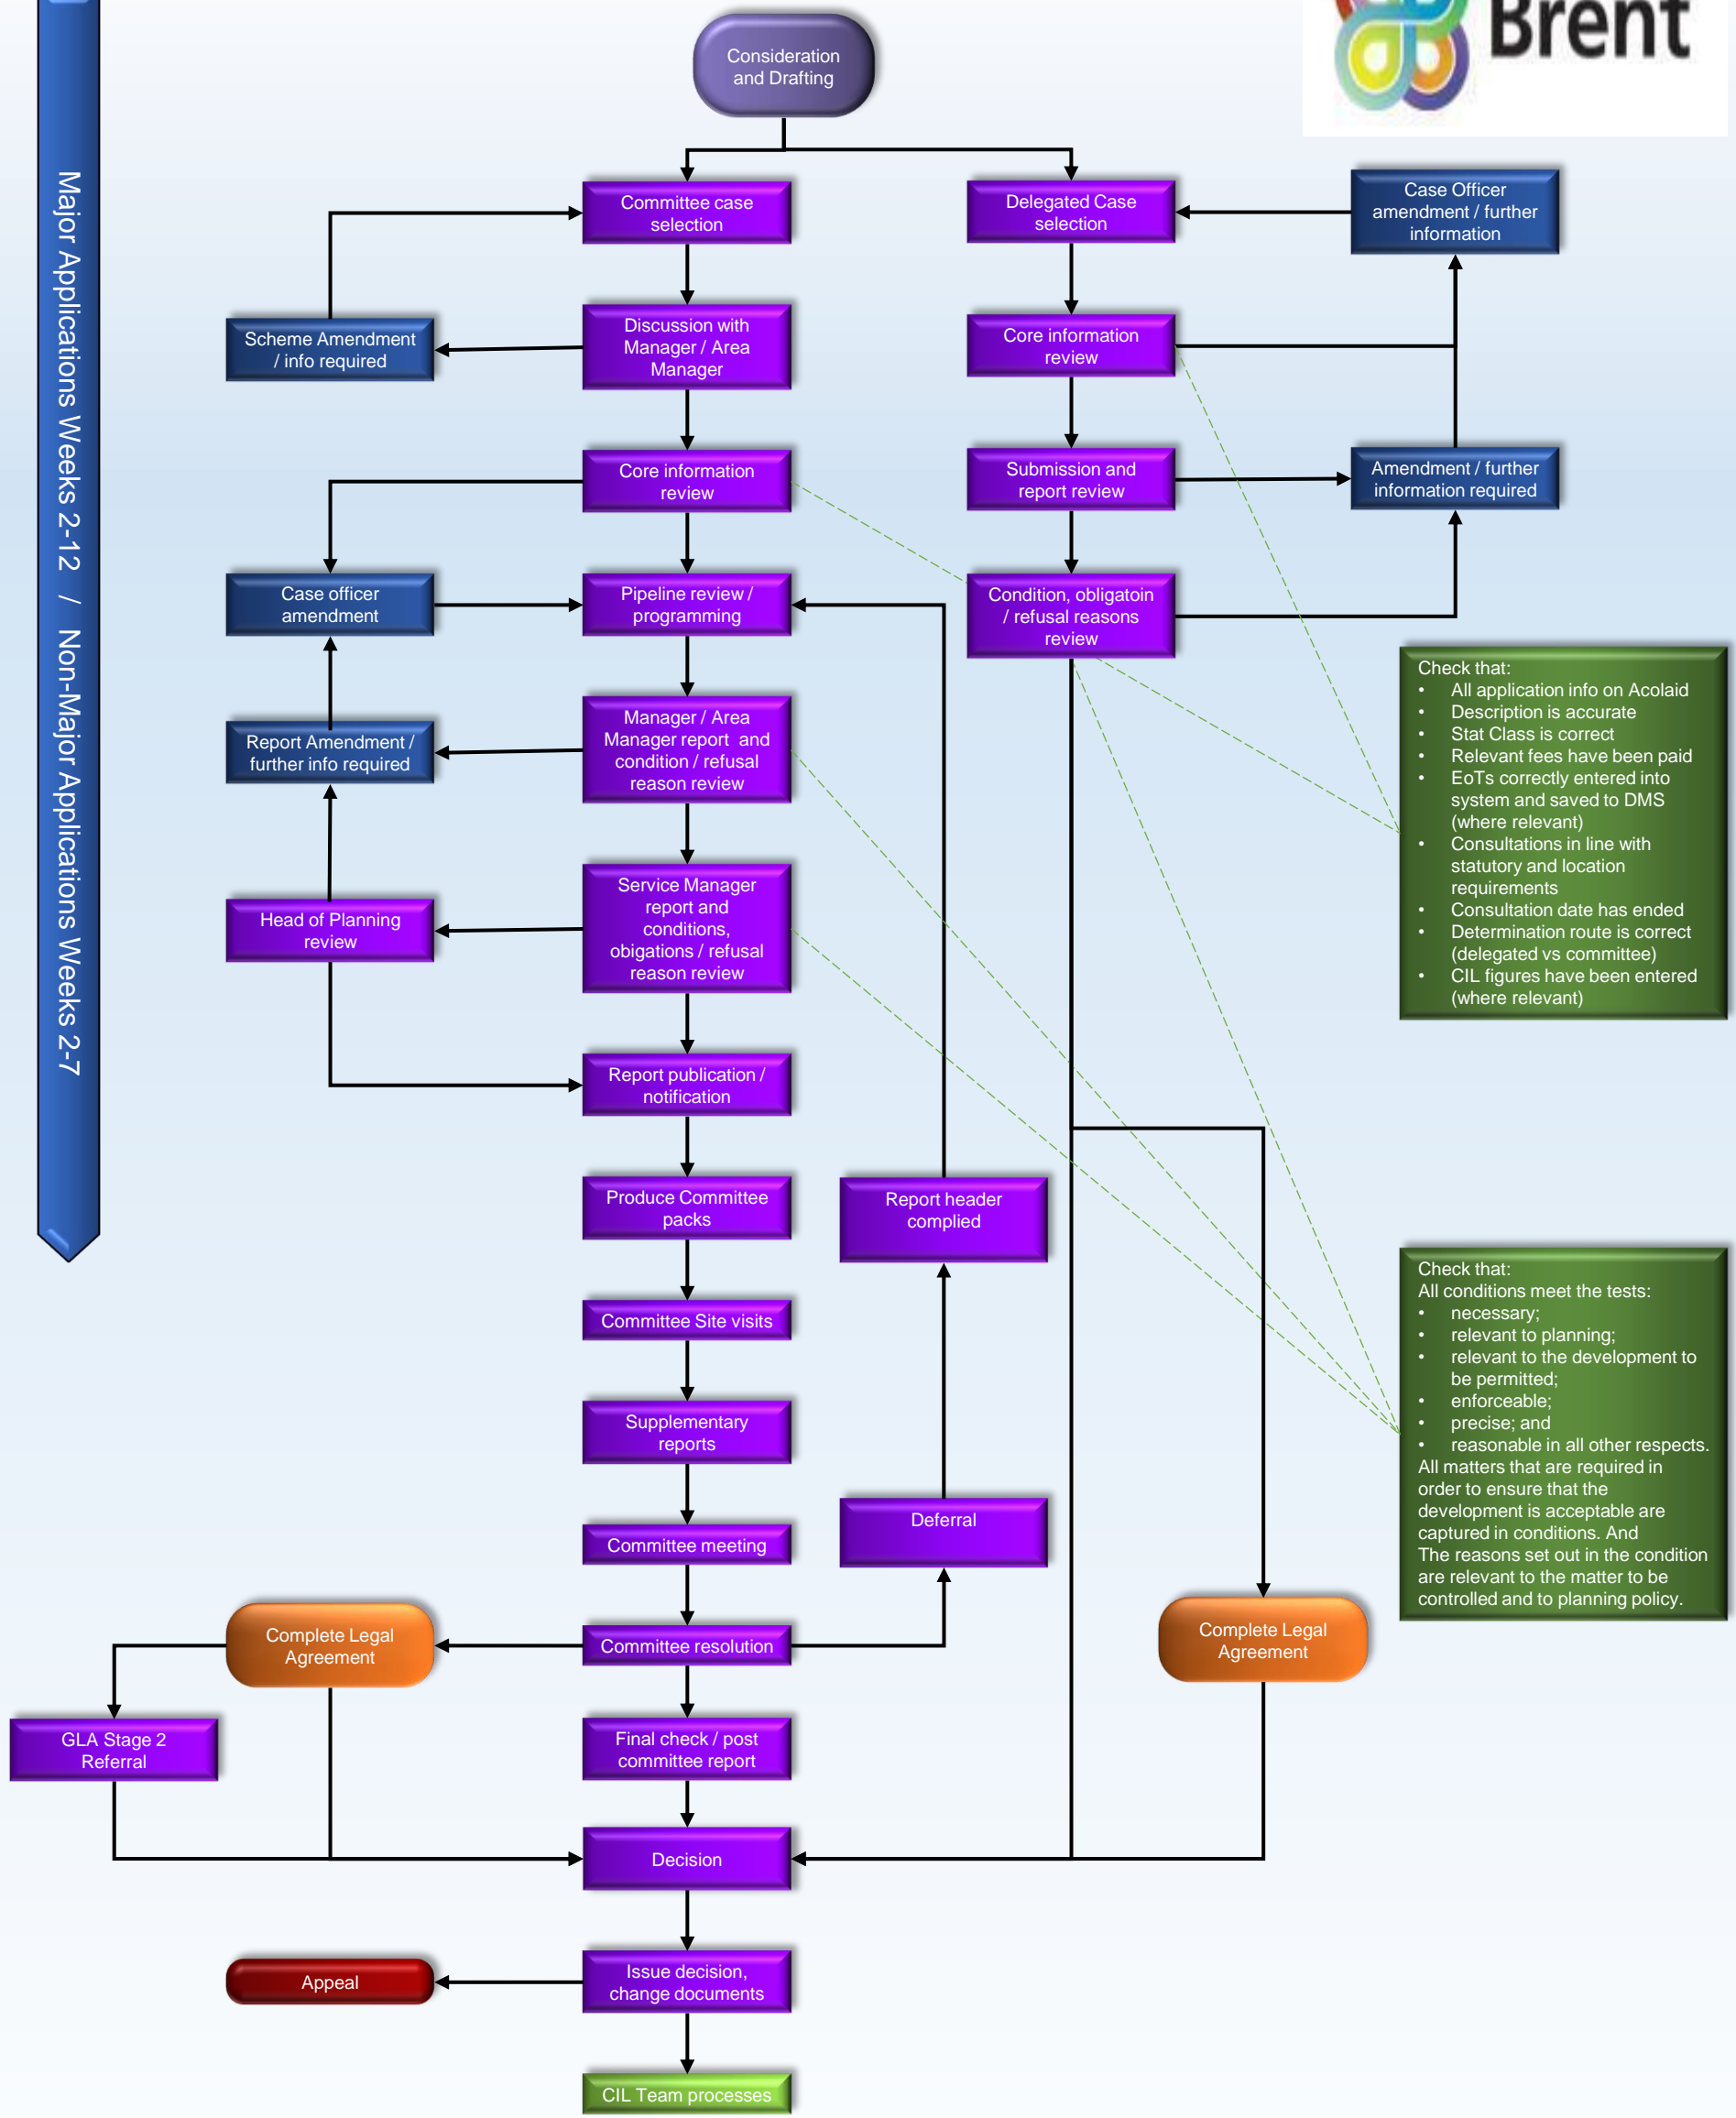 Brent
Major Applications Weeks 2-12 / Non-Major Applications Weeks 2-7
Consideration
and Drafting
Committee case
selection
Delegated Case
selection
Case Officer
amendment / further
information
Scheme Amendment
/ info required
Discussion with
Manager / Area
Manager
Core information
review
Core information
review
Submission and
report review
Amendment / further
information required
Case officer
amendment
Pipeline review /
programming
Condition, obligatoin
/ refusal reasons
review
Check that:
• All application info on Acolaid
• Description is accurate
• Stat Class is correct
• Relevant fees have been paid
• EoTs correctly entered into
system and saved to DMS
(where relevant)
• Consultations in line with
statutory and location
requirements
• Consultation date has ended
• Determination route is correct
(delegated vs committee)
• CIL figures have been entered
(where relevant)
Report Amendment /
further info required
Manager / Area
Manager report and
condition / refusal
reason review
Head of Planning
review
Service Manager
report and
conditions,
obigations / refusal
reason review
Report publication /
notification
Produce Committee
packs
Report header
complied
Committee Site visits
Check that:
All conditions meet the tests:
• necessary;
• relevant to planning;
• relevant to the development to
be permitted;
• enforceable;
• precise; and
• reasonable in all other respects.
All matters that are required in
order to ensure that the
development is acceptable are
captured in conditions. And
The reasons set out in the condition
are relevant to the matter to be
controlled and to planning policy.
Supplementary
reports
Deferral
Committee meeting
Complete Legal
Agreement
Committee resolution
Complete Legal
Agreement
GLA Stage 2
Referral
Final check / post
committee report
Decision
Appeal
Issue decision,
change documents
CIL Team processes